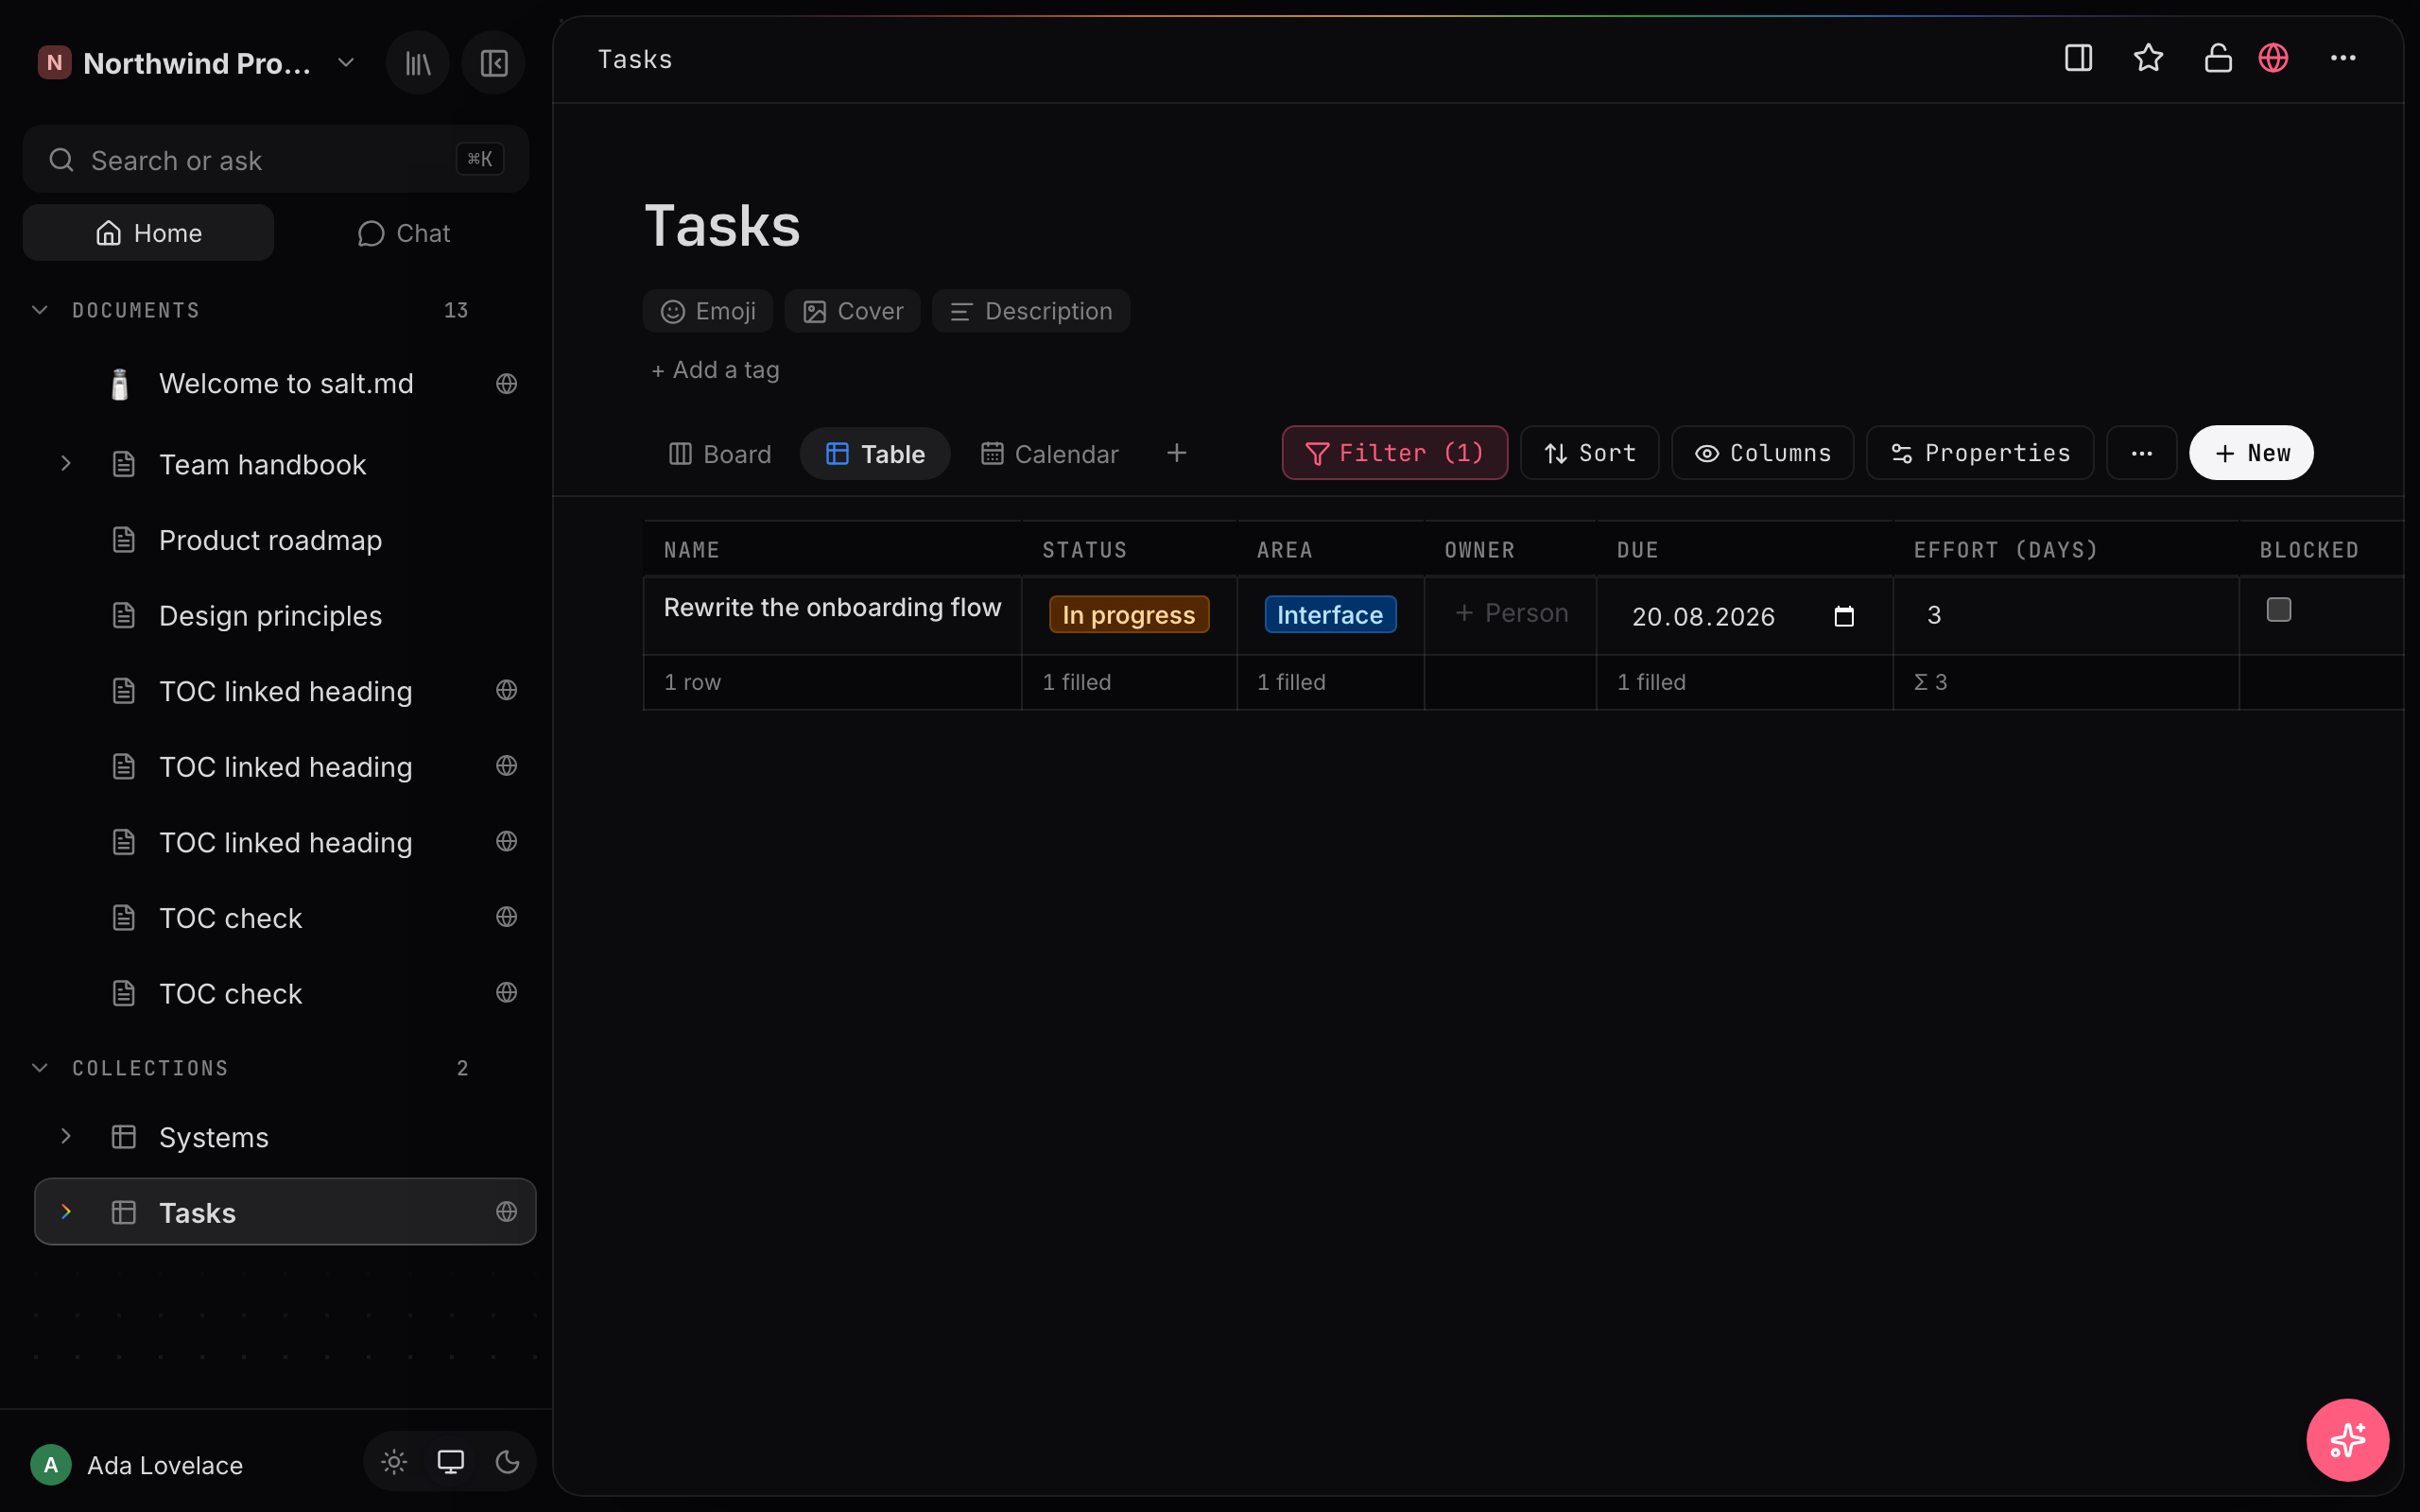 N Northwind Pro...
Search or ask ⌘K
Home Chat
DOCUMENTS 13
Welcome to salt.md
Team handbook
Product roadmap
Design principles
TOC linked heading
TOC linked heading
TOC linked heading
TOC check
TOC check
COLLECTIONS 2
Systems
Tasks
A Ada Lovelace
Tasks
Tasks
Emoji Cover Description
+ Add a tag
Board Table Calendar + Filter (1) Sort Columns Properties ... + New
NAME STATUS AREA OWNER DUE EFFORT (DAYS) BLOCKED
Rewrite the onboarding flow In progress Interface + Person 20.08.2026 3
1 row 1 filled 1 filled 1 filled Σ 3